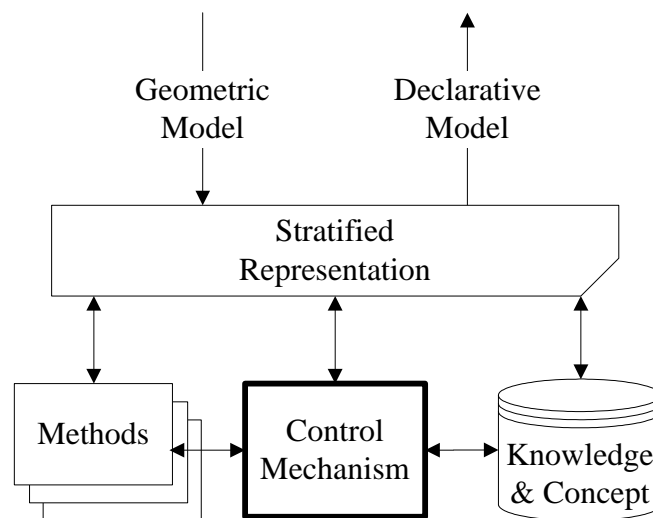 Geometric
Model
Declarative
Model
Stratified
Representation
Methods
Control
Mechanism
Knowledge
& Concept